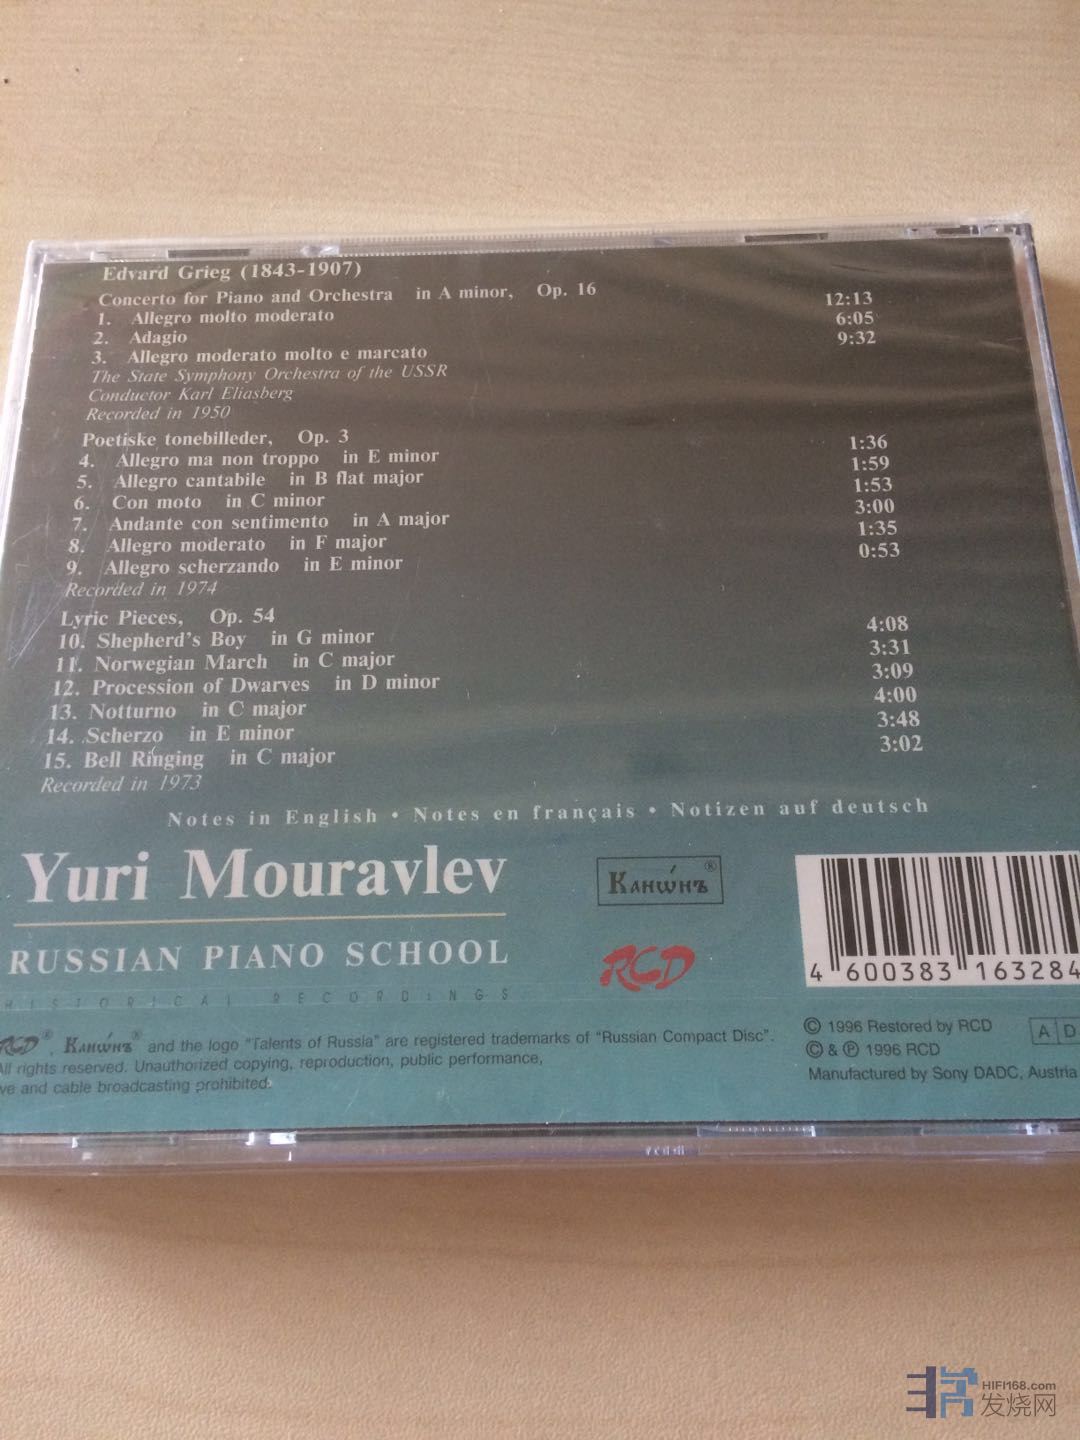 Edvard Grieg (1843-1907)
Concerto for Piano and Orchestra in A minor, Op. 16
1. Allegro molto moderato 12:13
2. Adagio 6:05
3. Allegro moderato molto e marcato 9:32
The State Symphony Orchestra of the USSR
Conductor Karl Eliasberg
Recorded in 1950
Poetiske tonebilleder, Op. 3
4. Allegro ma non troppo in E minor 1:36
5. Allegro cantabile in B flat major 1:59
6. Con moto in C minor 1:53
7. Andante con sentimento in A major 3:00
8. Allegro moderato in F major 1:35
9. Allegro scherzando in E minor 0:53
Recorded in 1974
Lyric Pieces, Op. 54
10. Shepherd's Boy in G minor 4:08
11. Norwegian March in C major 3:31
12. Procession of Dwarves in D minor 3:09
13. Notturno in C major 4:00
14. Scherzo in E minor 3:48
15. Bell Ringing in C major 3:02
Recorded in 1973
Notes in English • Notes en français • Notizen auf deutsch
Yuri Mouravlev
RUSSIAN PIANO SCHOOL
HISTORICAL RECORDINGS
Канѡ́нъ®
RCD
4 600383 163284
RCD®, Канѡ́нъ® and the logo "Talents of Russia" are registered trademarks of "Russian Compact Disc".
All rights reserved. Unauthorized copying, reproduction, public performance,
ve and cable broadcasting prohibited.
© 1996 Restored by RCD
© & ℗ 1996 RCD
Manufactured by Sony DADC, Austria
A D
HIFI168.com
发烧网